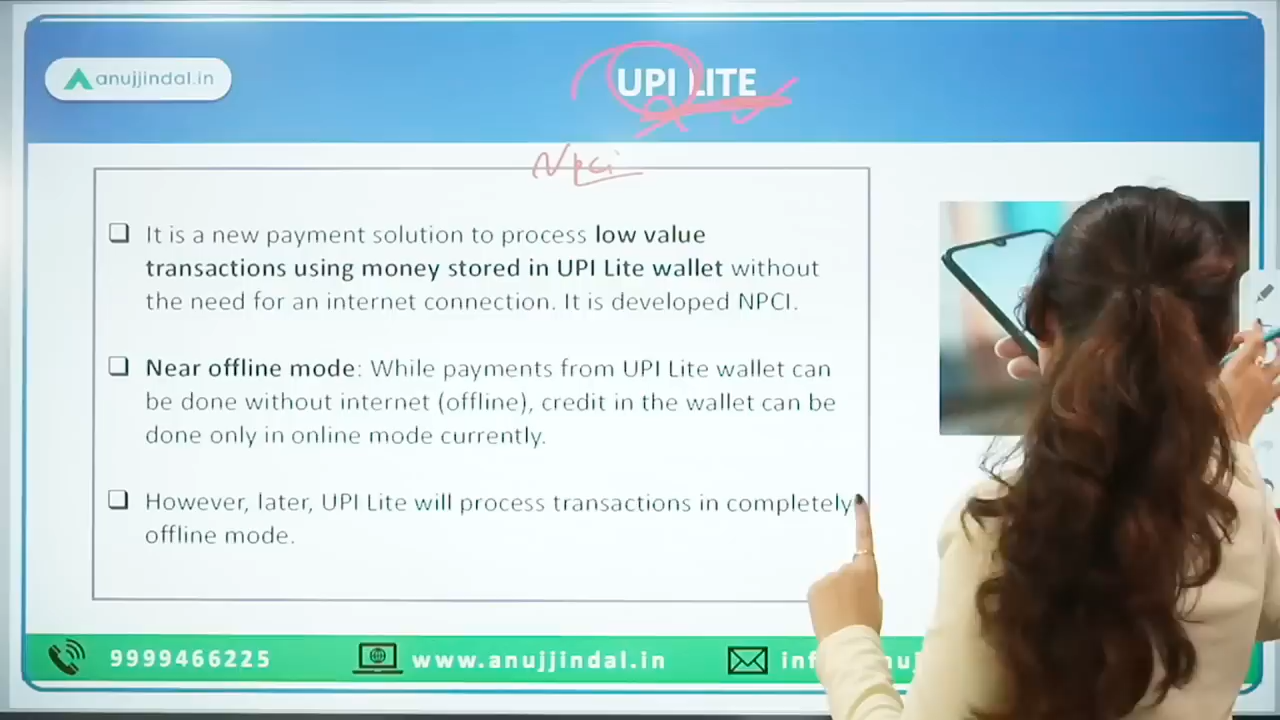 anujjindal.in
UPI LITE
NPCI
It is a new payment solution to process low value
transactions using money stored in UPI Lite wallet without
the need for an internet connection. It is developed NPCI.
Near offline mode: While payments from UPI Lite wallet can
be done without internet (offline), credit in the wallet can be
done only in online mode currently.
However, later, UPI Lite will process transactions in completely
offline mode.
9999466225
www.anujjindal.in